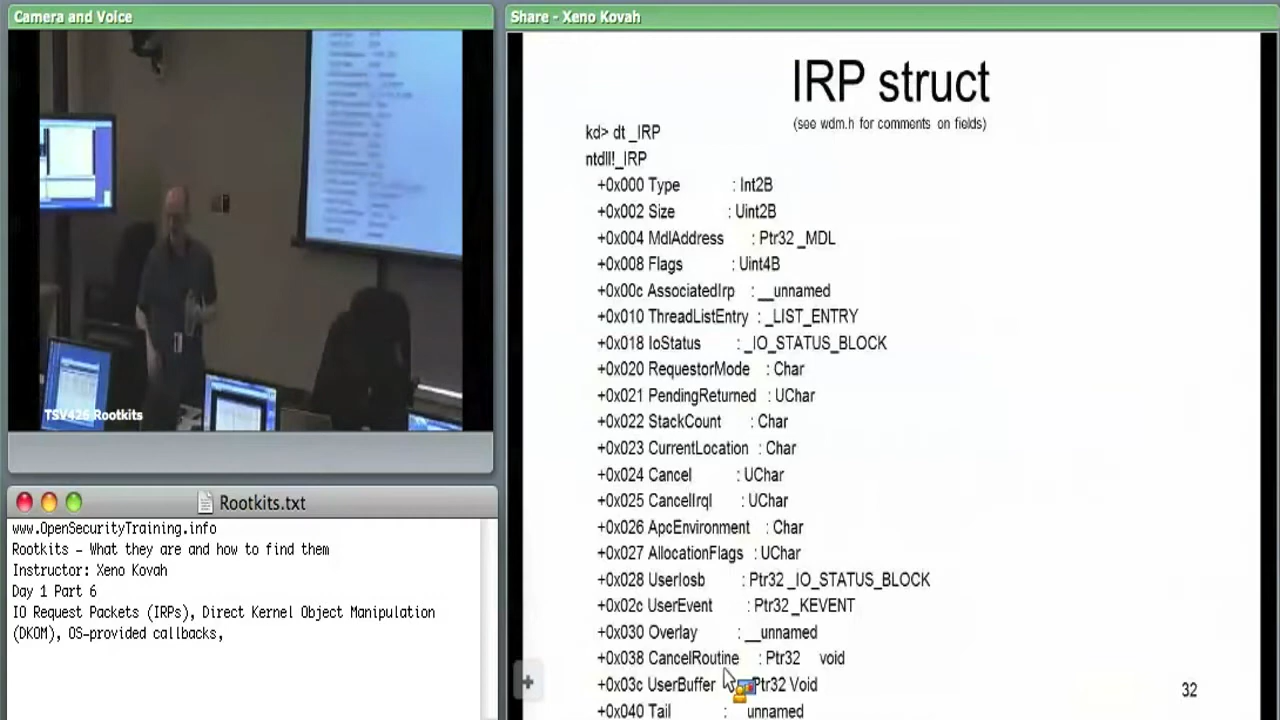 Camera and Voice
TSV426 Rootkits
Rootkits.txt
www.OpenSecurityTraining.info
Rootkits - What they are and how to find them
Instructor: Xeno Kovah
Day 1 Part 6
IO Request Packets (IRPs), Direct Kernel Object Manipulation
(DKOM), OS-provided callbacks,
Share - Xeno Kovah
IRP struct
(see wdm.h for comments on fields)
kd> dt _IRP
ntdll!_IRP
+0x000 Type : Int2B
+0x002 Size : Uint2B
+0x004 MdlAddress : Ptr32 _MDL
+0x008 Flags : Uint4B
+0x00c AssociatedIrp : __unnamed
+0x010 ThreadListEntry : _LIST_ENTRY
+0x018 IoStatus : _IO_STATUS_BLOCK
+0x020 RequestorMode : Char
+0x021 PendingReturned : UChar
+0x022 StackCount : Char
+0x023 CurrentLocation : Char
+0x024 Cancel : UChar
+0x025 CancelIrql : UChar
+0x026 ApcEnvironment : Char
+0x027 AllocationFlags : UChar
+0x028 UserIosb : Ptr32 _IO_STATUS_BLOCK
+0x02c UserEvent : Ptr32 _KEVENT
+0x030 Overlay : __unnamed
+0x038 CancelRoutine : Ptr32 void
+0x03c UserBuffer Ptr32 Void
+0x040 Tail : unnamed
32